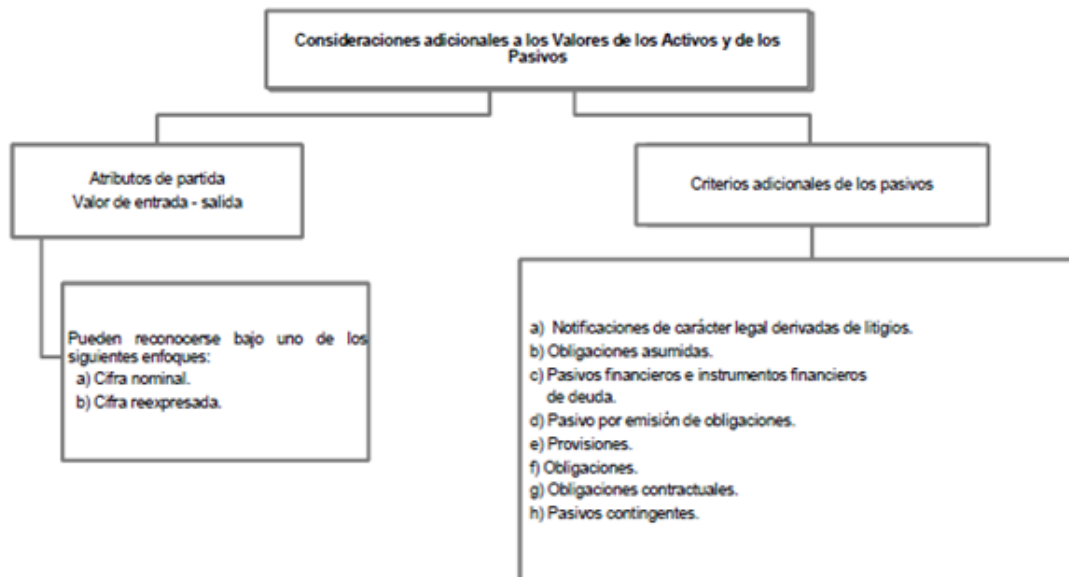 Consideraciones adicionales a los Valores de los Activos y de los
Pasivos
Atributos de partida
Valor de entrada - salida
Criterios adicionales de los pasivos
Pueden reconocerse bajo uno de los
siguientes enfoques:
a) Cifra nominal.
b) Cifra reexpresada.
a) Notificaciones de carácter legal derivadas de litigios.
b) Obligaciones asumidas.
c) Pasivos financieros e instrumentos financieros
de deuda.
d) Pasivo por emisión de obligaciones.
e) Provisiones.
f) Obligaciones.
g) Obligaciones contractuales.
h) Pasivos contingentes.